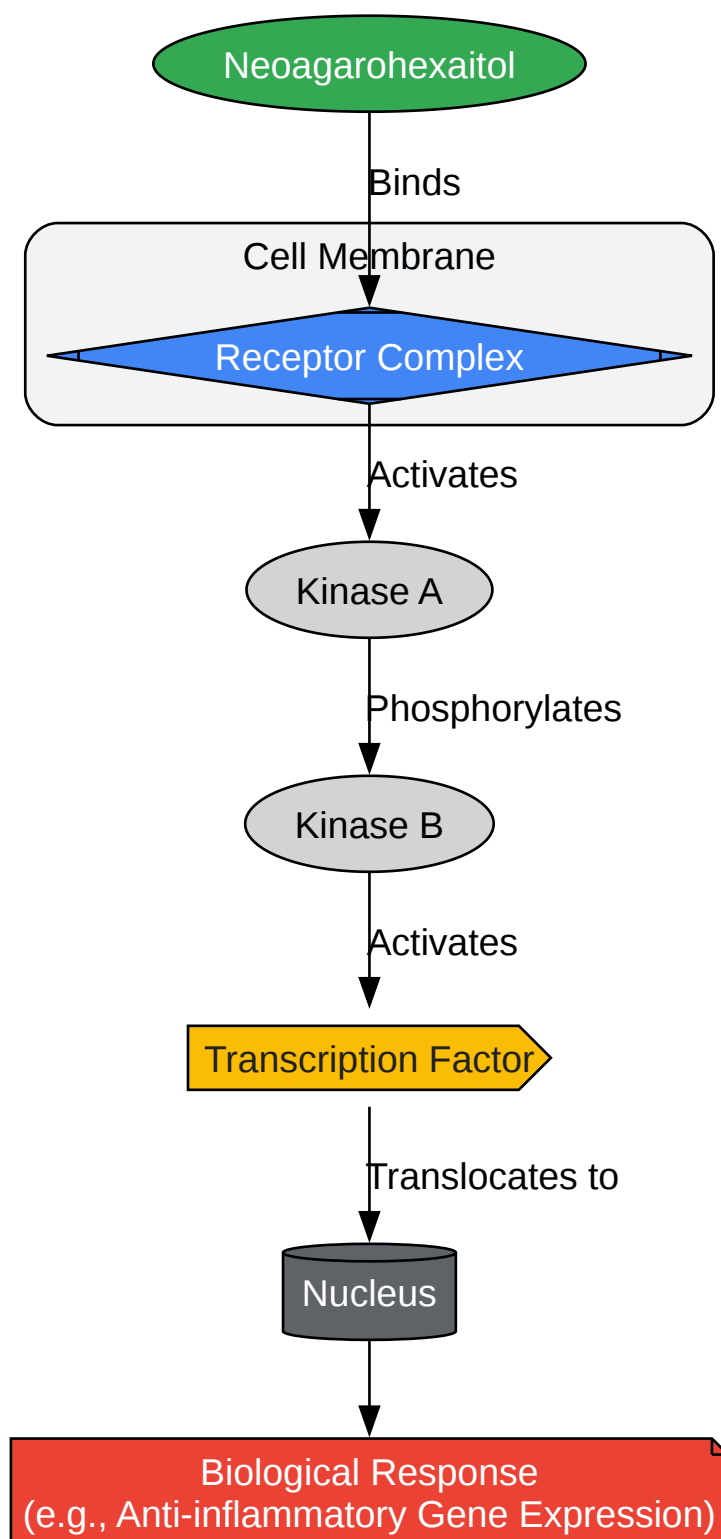 Neoagarohexaitol
Binds
Cell Membrane
Receptor Complex
Activates
Kinase A
Phosphorylates
Kinase B
Activates
Transcription Factor
Translocates to
Nucleus
Biological Response
(e.g., Anti-inflammatory Gene Expression)